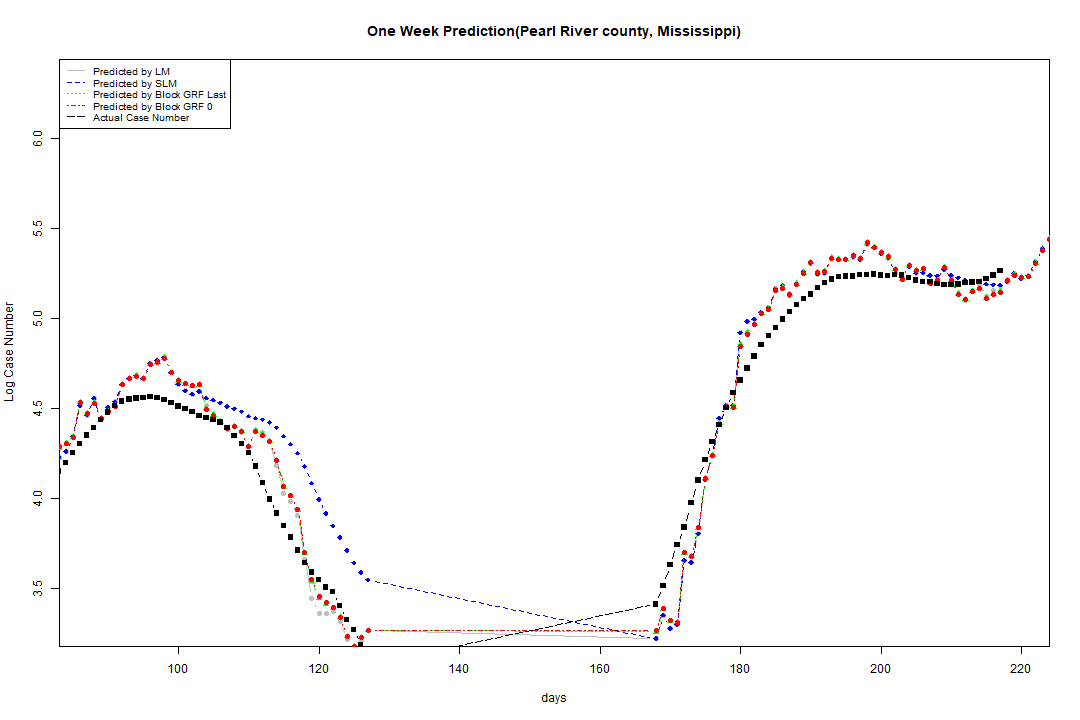 One Week Prediction(Pearl River county, Mississippi)
Predicted by LM
Predicted by SLM
Predicted by Block GRF Last
Predicted by Block GRF 0
Actual Case Number
6.0
5.5
5.0
4.5
4.0
3.5
Log Case Number
100 120 140 160 180 200 220
days